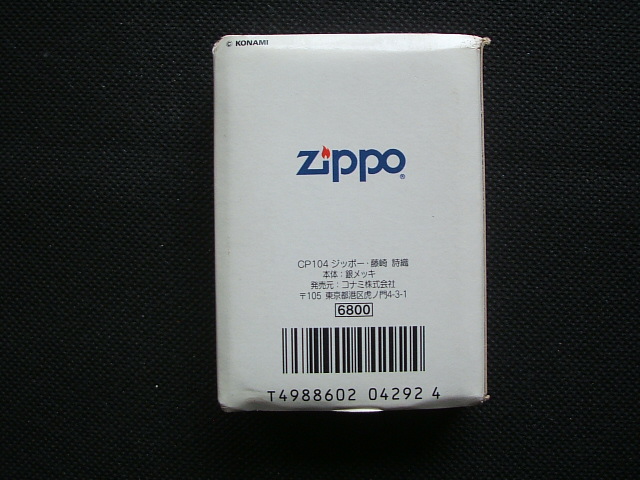 © KONAMI
Zippo®
CP104 ジッポー・藤崎 詩織
本体：銀メッキ
発売元：コナミ株式会社
〒105 東京都港区虎ノ門4-3-1
6800
T4988602 04292 4